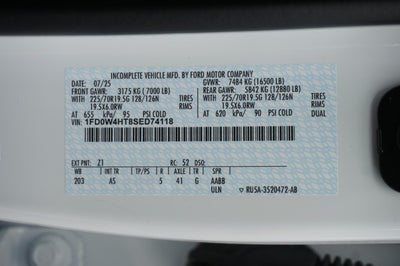 INCOMPLETE VEHICLE MFD. BY FORD MOTOR COMPANY
07/25 GVWR: 7484 KG (16500 LB)
FRONT GAWR: 3175 KG (7000 LB) REAR GAWR: 5842 KG (12880 LB)
WITH 225/70R19.5G 128/126N TIRES WITH 225/70R19.5G 128/126N TIRES
19.5X6.0RW RIMS 19.5X6.0RW RIMS
AT 655 kPa/ 95 PSI COLD AT 620 kPa/ 90 PSI COLD DUAL
VIN: 1FD0W4HT8SED74118
EXT PNT: Z1 RC: 52 DSO:
WB INT TR TP/PS R AXLE TR SPR
203 AS 5 41 G AABB
ULN ▼ RU5A-3520472-AB